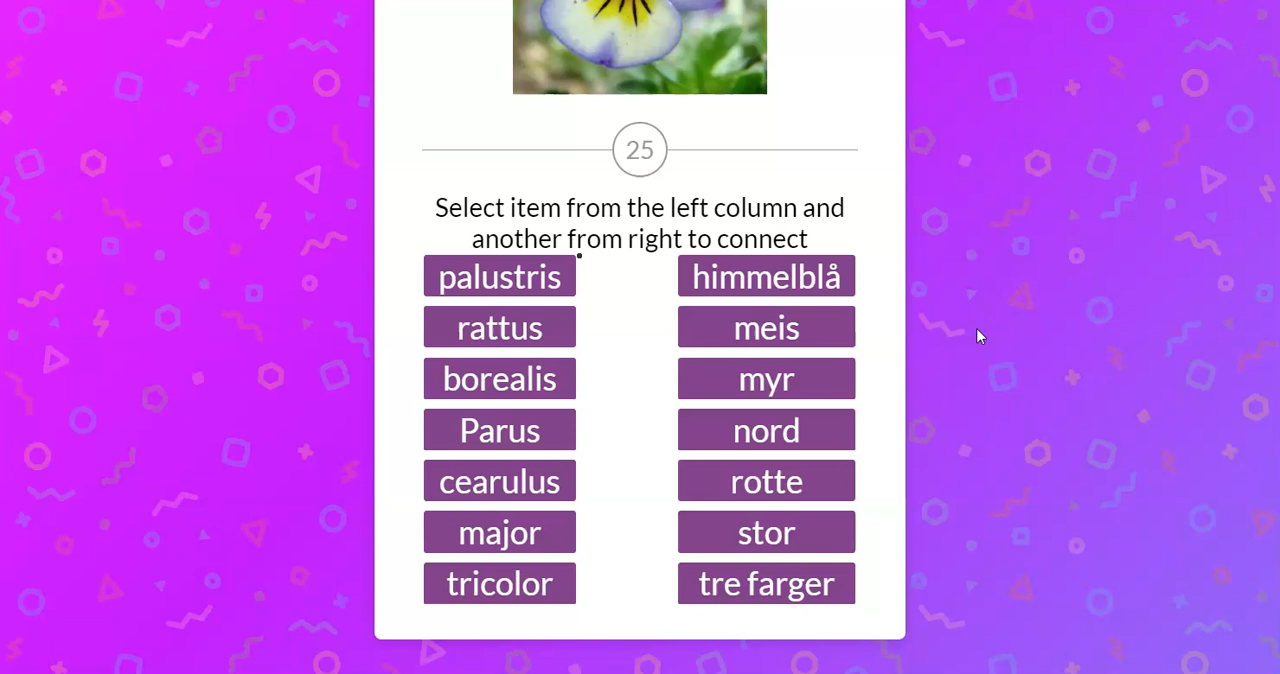 25
Select item from the left column and
another from right to connect
palustris himmelblå
rattus meis
borealis myr
Parus nord
cearulus rotte
major stor
tricolor tre farger